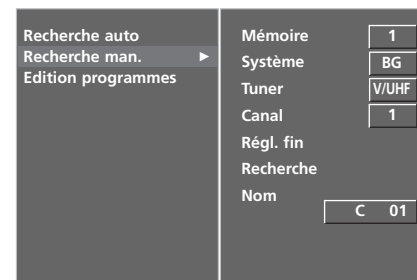 Recherche auto
Recherche man. ►
Edition programmes
Mémoire 1
Système BG
Tuner V/UHF
Canal 1
Régl. fin
Recherche
Nom
C 01